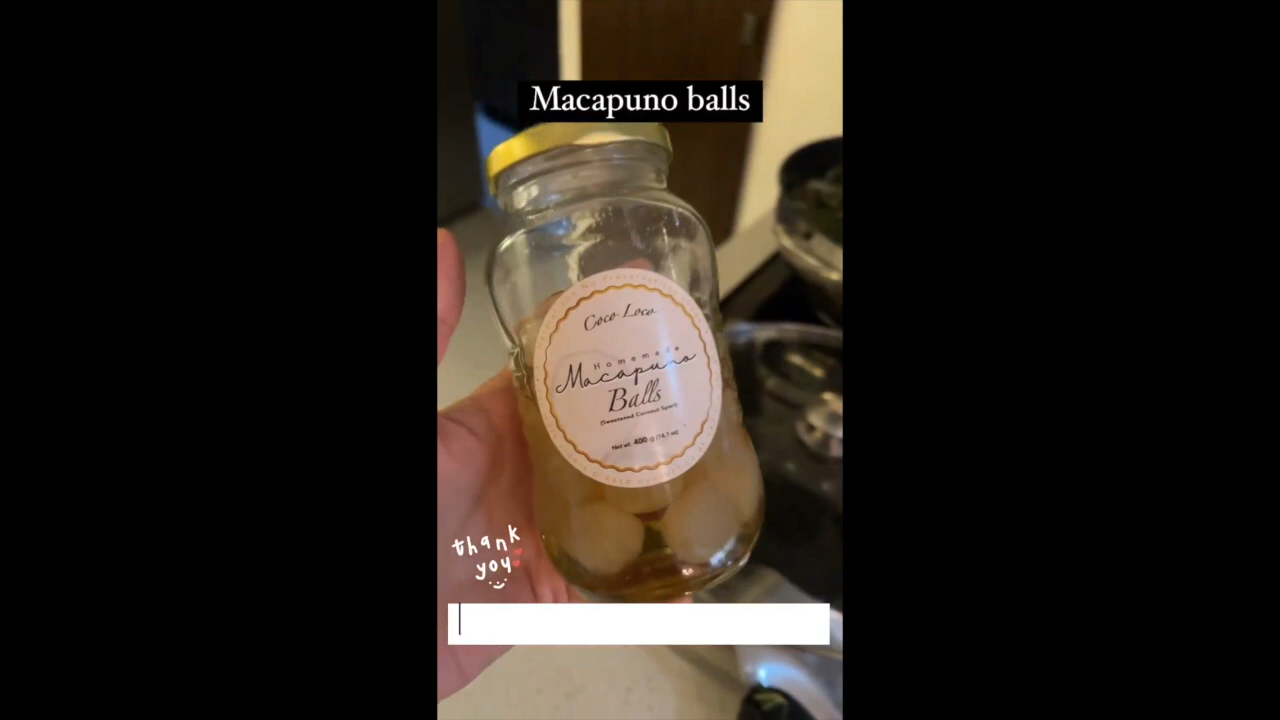 Macapuno balls
Coco Loco
Homemade
Macapuno
Balls
(Sweetened Coconut Sport)
Net wt. 400 g (14.1 oz)
thank
you